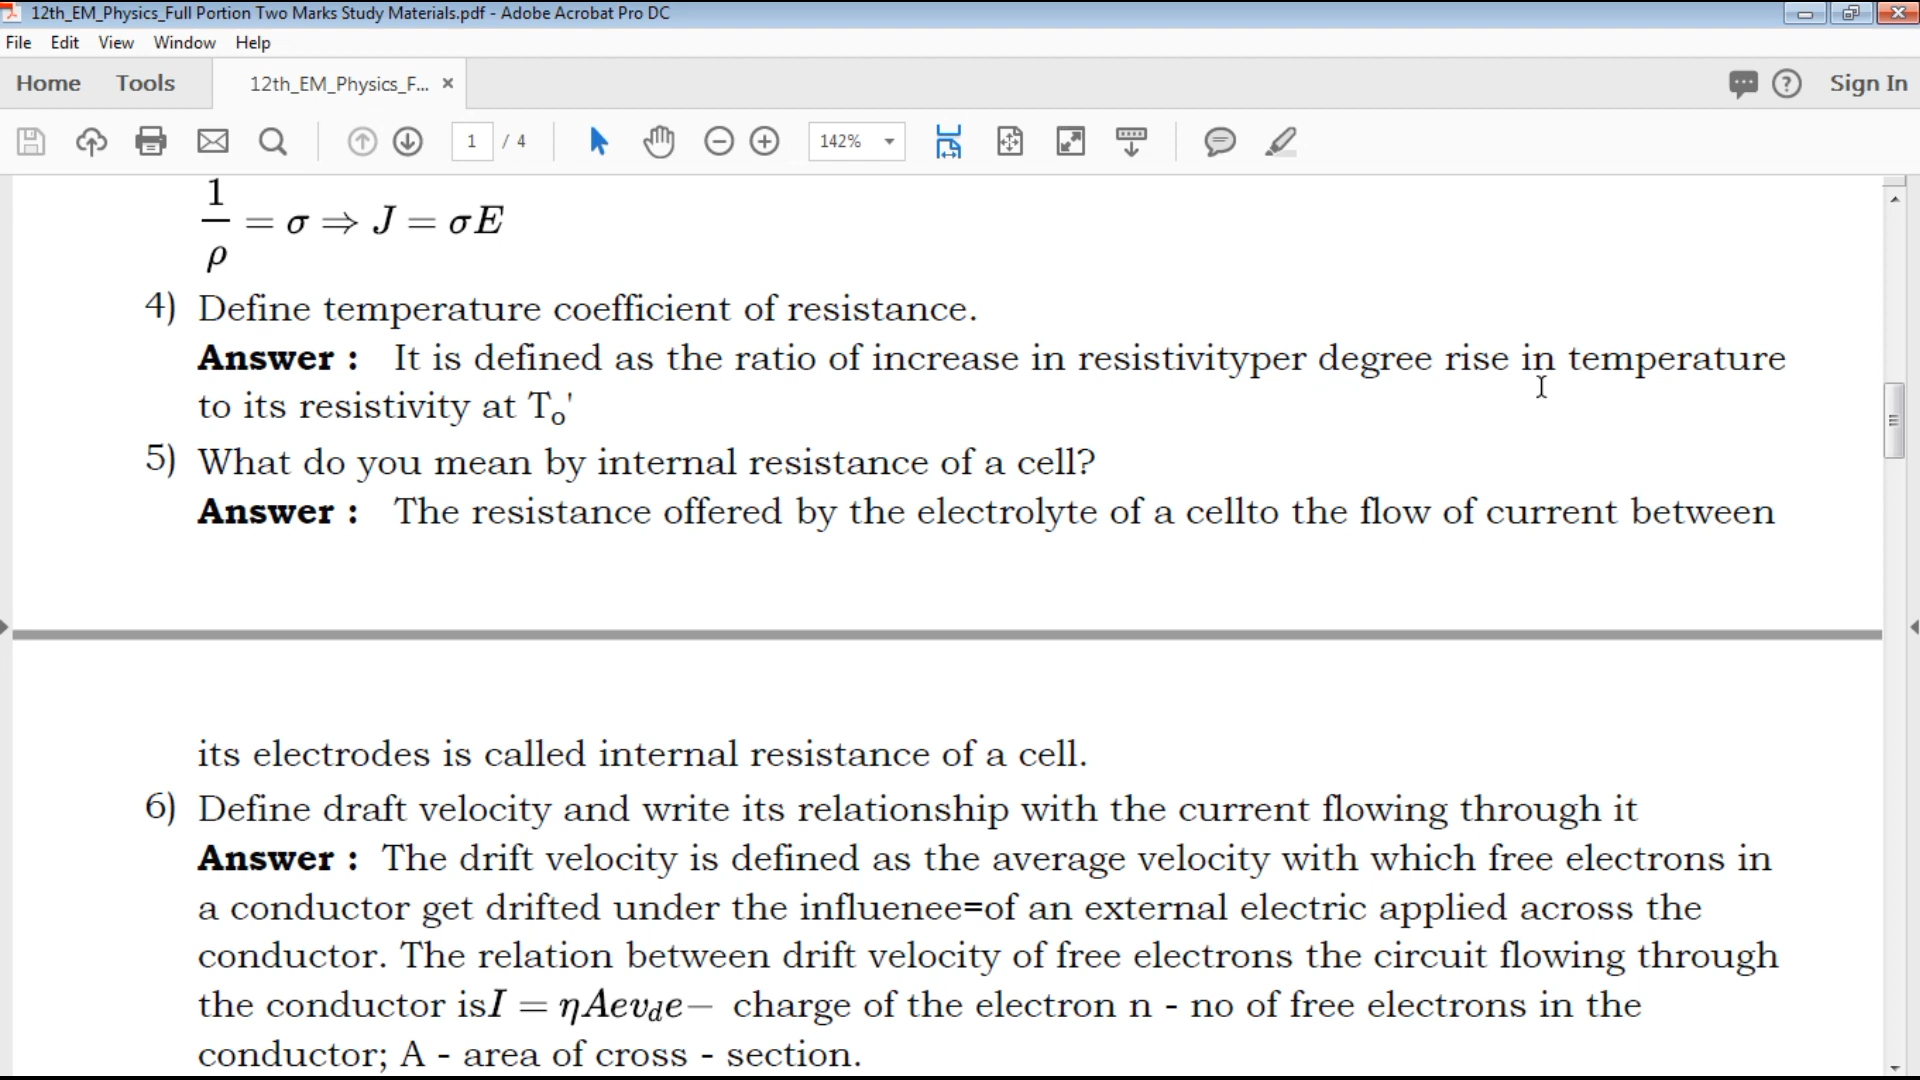 12th_EM_Physics_Full Portion Two Marks Study Materials.pdf - Adobe Acrobat Pro DC
File Edit View Window Help
Home Tools 12th_EM_Physics_F... × Sign In
1 / 4 142%
1/ρ = σ ⇒ J = σE
4) Define temperature coefficient of resistance.
Answer : It is defined as the ratio of increase in resistivityper degree rise in temperature
to its resistivity at Tₒ'
5) What do you mean by internal resistance of a cell?
Answer : The resistance offered by the electrolyte of a cellto the flow of current between
its electrodes is called internal resistance of a cell.
6) Define draft velocity and write its relationship with the current flowing through it
Answer : The drift velocity is defined as the average velocity with which free electrons in
a conductor get drifted under the influenee=of an external electric applied across the
conductor. The relation between drift velocity of free electrons the circuit flowing through
the conductor isI = ηAev_d e− charge of the electron n - no of free electrons in the
conductor; A - area of cross - section.